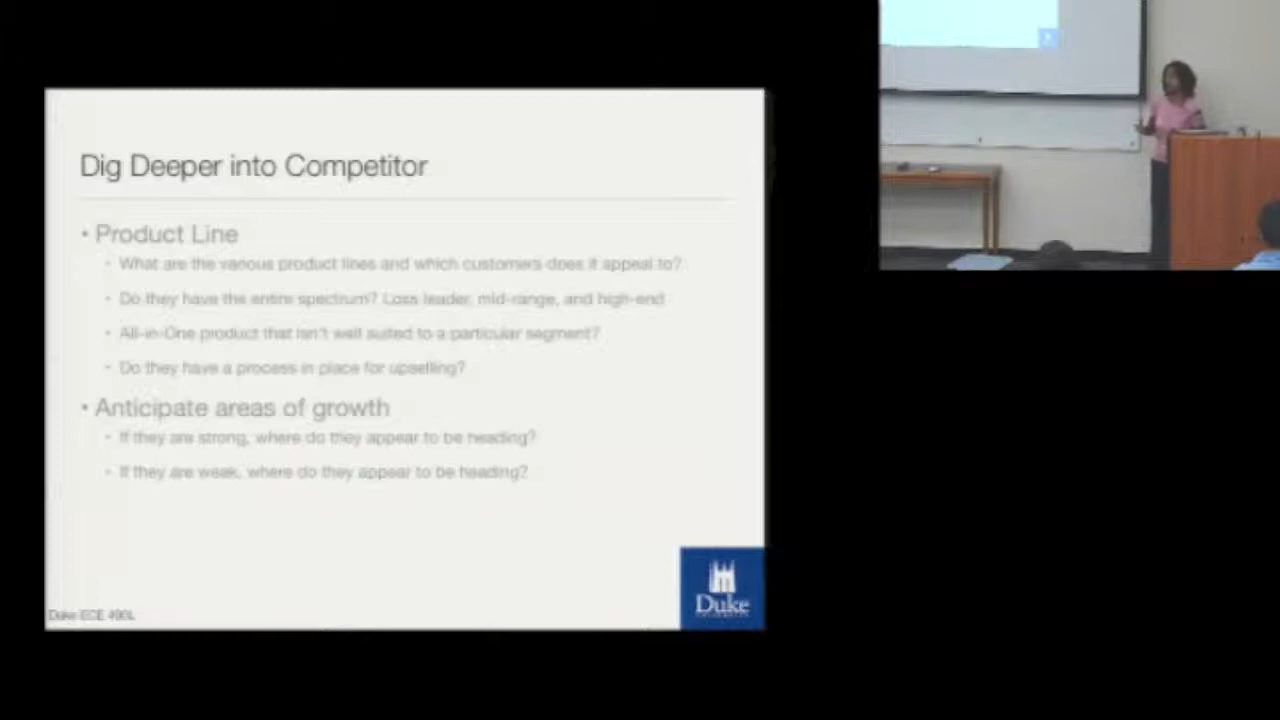 Dig Deeper into Competitor
• Product Line
- What are the various product lines and which customers does it appeal to?
- Do they have the entire spectrum? Loss leader, mid-range, and high-end
- All-in-One product that isn't well suited to a particular segment?
- Do they have a process in place for upselling?
• Anticipate areas of growth
- If they are strong, where do they appear to be heading?
- If they are weak, where do they appear to be heading?
Duke
Duke ECE 490L